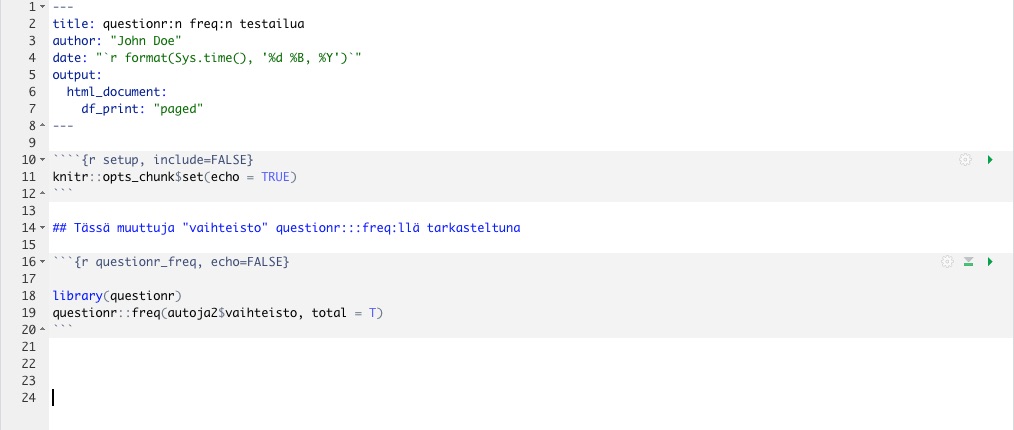 1 ---
2 title: questionr:n freq:n testailua
3 author: "John Doe"
4 date: "`r format(Sys.time(), '%d %B, %Y')`"
5 output:
6   html_document:
7     df_print: "paged"
8 ---
9
10 ````{r setup, include=FALSE}
11 knitr::opts_chunk$set(echo = TRUE)
12 ```
13
14 ## Tässä muuttuja "vaihteisto" questionr:::freq:llä tarkasteltuna
15
16 ```{r questionr_freq, echo=FALSE}
17
18 library(questionr)
19 questionr::freq(autoja2$vaihteisto, total = T)
20 ```
21
22
23
24